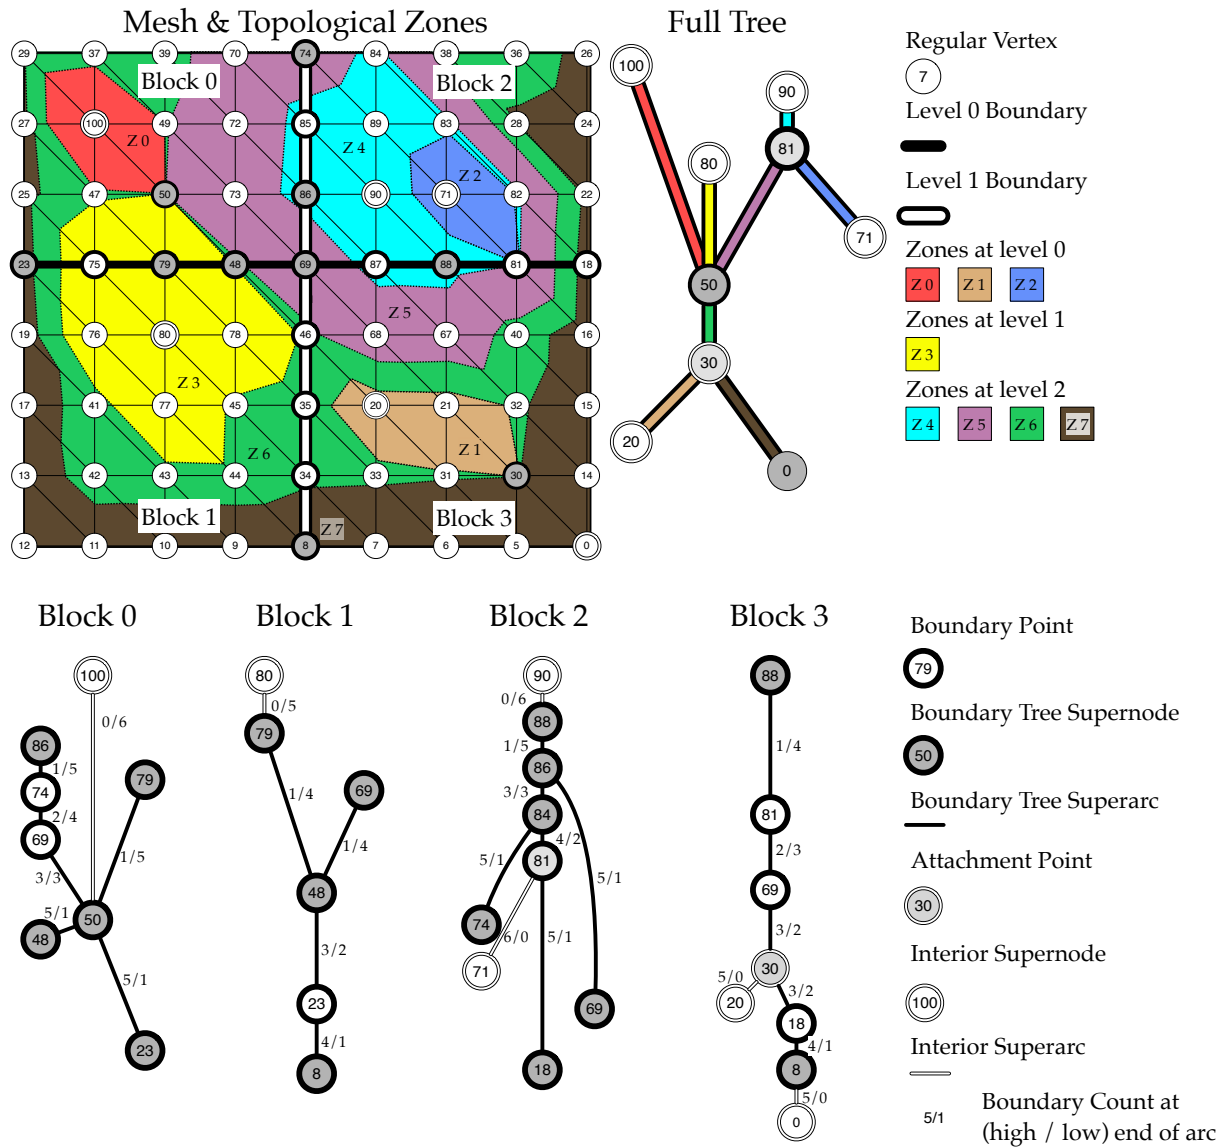 Mesh & Topological Zones
Full Tree
29 37 39 70 74 84 38 36 26
Block 0
Block 2
27 100 49 72 85 89 83 28 24
Z 0
Z 4
25 47 50 73 86 90 71 82 22
Z 2
23 75 79 48 69 87 88 81 18
Z 5
19 76 80 78 46 68 67 40 16
Z 3
17 41 77 45 35 20 21 32 15
Z 6
Z 1
13 43 42 44 34 33 31 30 14
Block 1
Z 7
Block 3
12 11 10 9 8 7 6 5 0
100
90
81
80
71
50
30
20
0
Regular Vertex
7
Level 0 Boundary
Level 1 Boundary
Zones at level 0
Z 0 Z 1 Z 2
Zones at level 1
Z 3
Zones at level 2
Z 4 Z 5 Z 6 Z 7
Block 0
100
0/6
86
1/5
74
2/4
69
3/3
79
1/5
50
5/1
48
5/1
23
Block 1
80
0/5
79
1/4
69
1/4
48
3/2
23
4/1
8
Block 2
90
0/6
88
1/5
86
3/3
84
4/2
5/1
81
5/1
74
6/0
5/1
71
69
18
Block 3
88
1/4
81
2/3
69
3/2
30
5/0
3/2
20
18
4/1
8
5/0
0
Boundary Point
79
Boundary Tree Supernode
50
Boundary Tree Superarc
Attachment Point
30
Interior Supernode
100
Interior Superarc
5/1
Boundary Count at
(high / low) end of arc